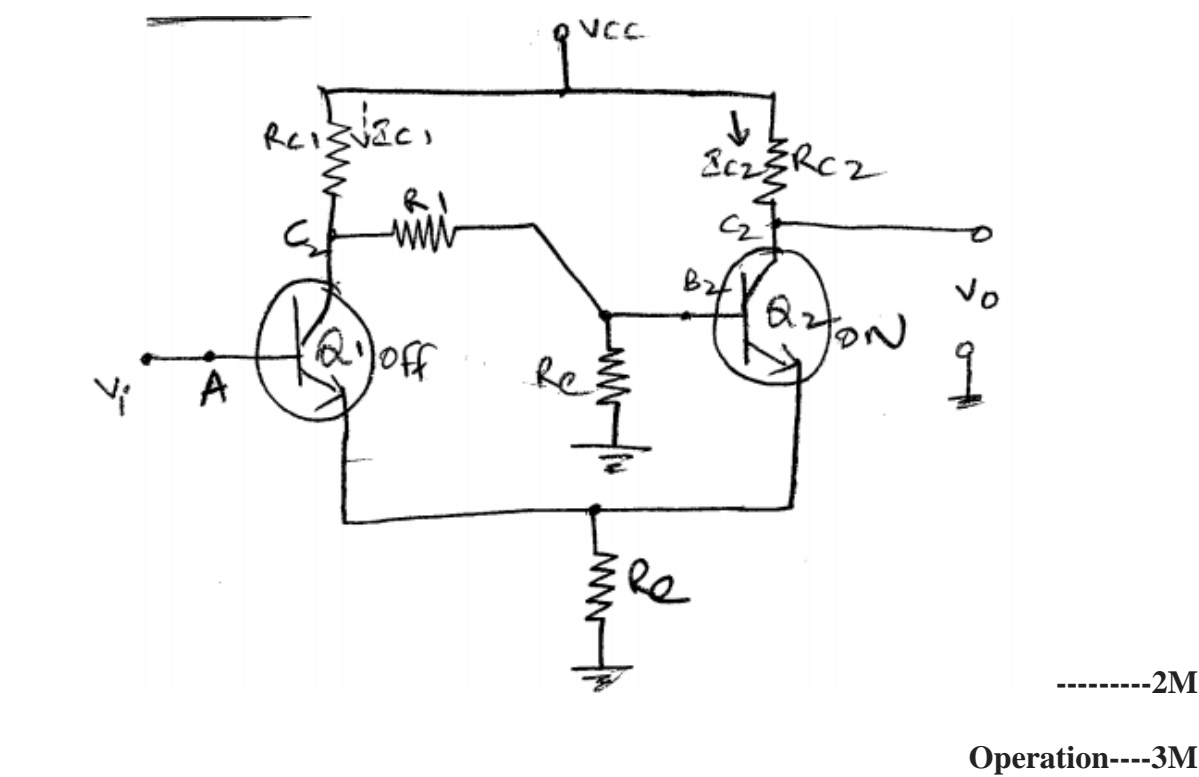 VCC
RC1 IC1
IC2 RC2
R1
C2
C2
B2
Q1 OFF
Q2 ON
Vo
Vi A
Re
Re
---------2M
Operation----3M